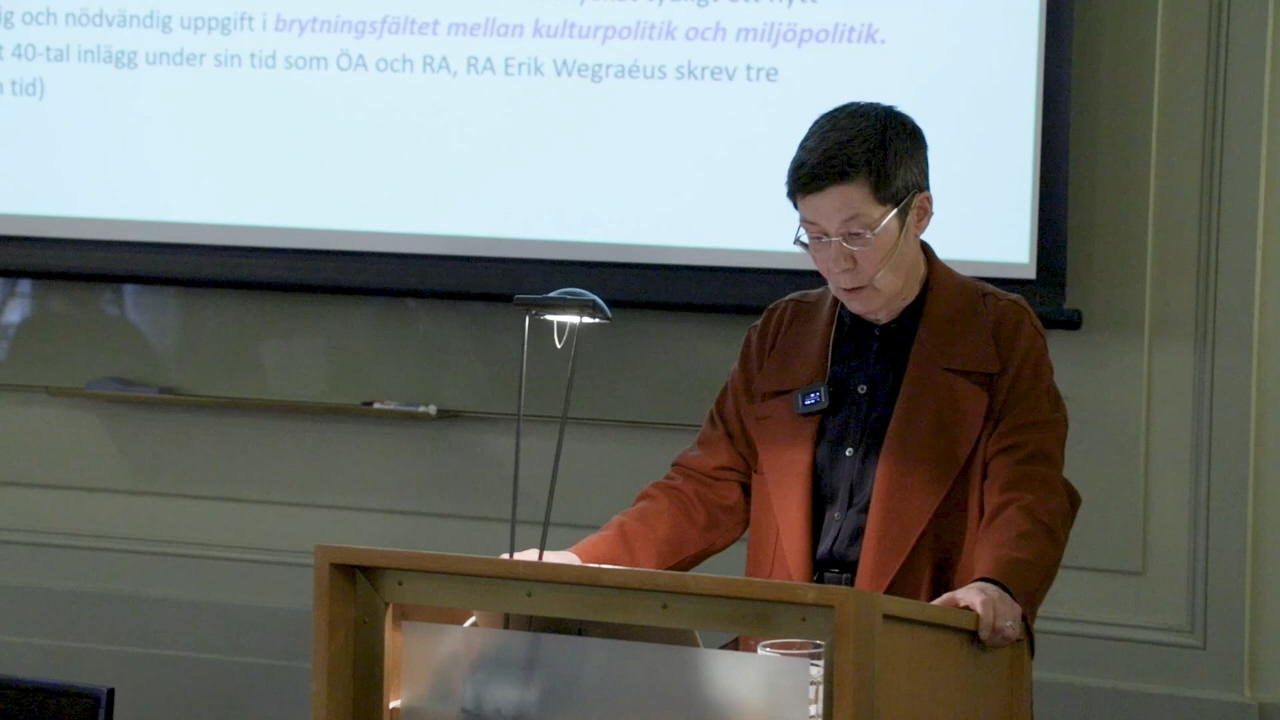 ig och nödvändig uppgift i brytningsfältet mellan kulturpolitik och miljöpolitik.
t 40-tal inlägg under sin tid som ÖA och RA, RA Erik Wegraéus skrev tre
tid)